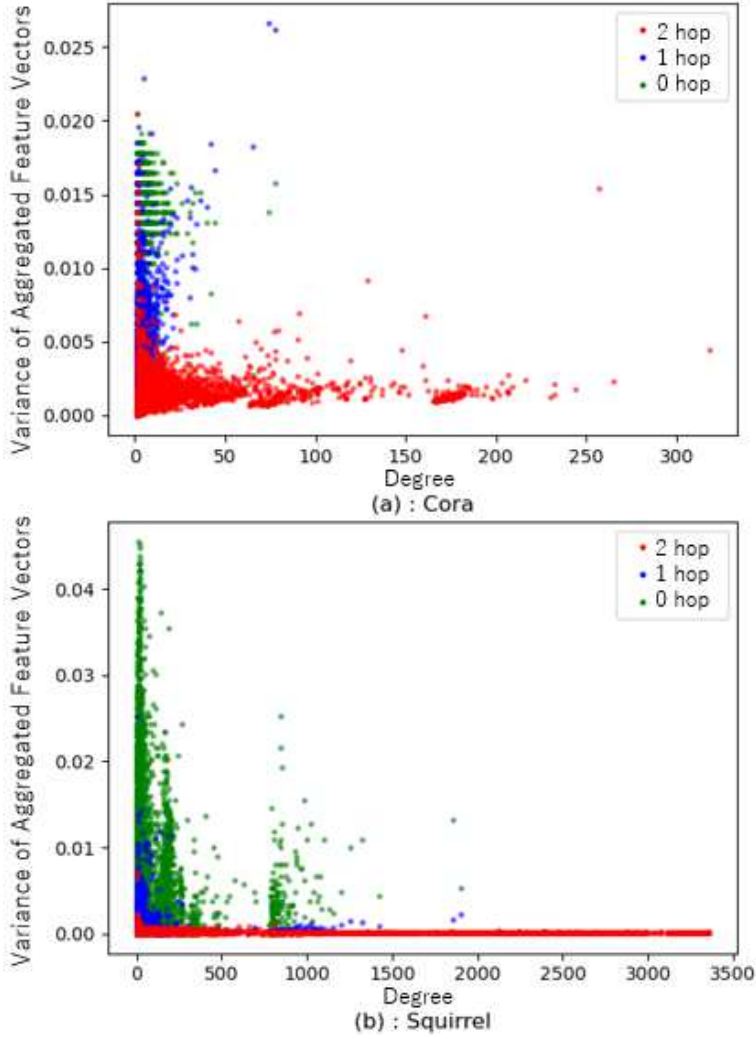 Variance of Aggregated Feature Vectors
0.025
0.020
0.015
0.010
0.005
0.000
2 hop
1 hop
0 hop
0 50 100 150 200 250 300
Degree
(a) : Cora
Variance of Aggregated Feature Vectors
0.04
0.03
0.02
0.01
0.00
2 hop
1 hop
0 hop
0 500 1000 1500 2000 2500 3000 3500
Degree
(b) : Squirrel